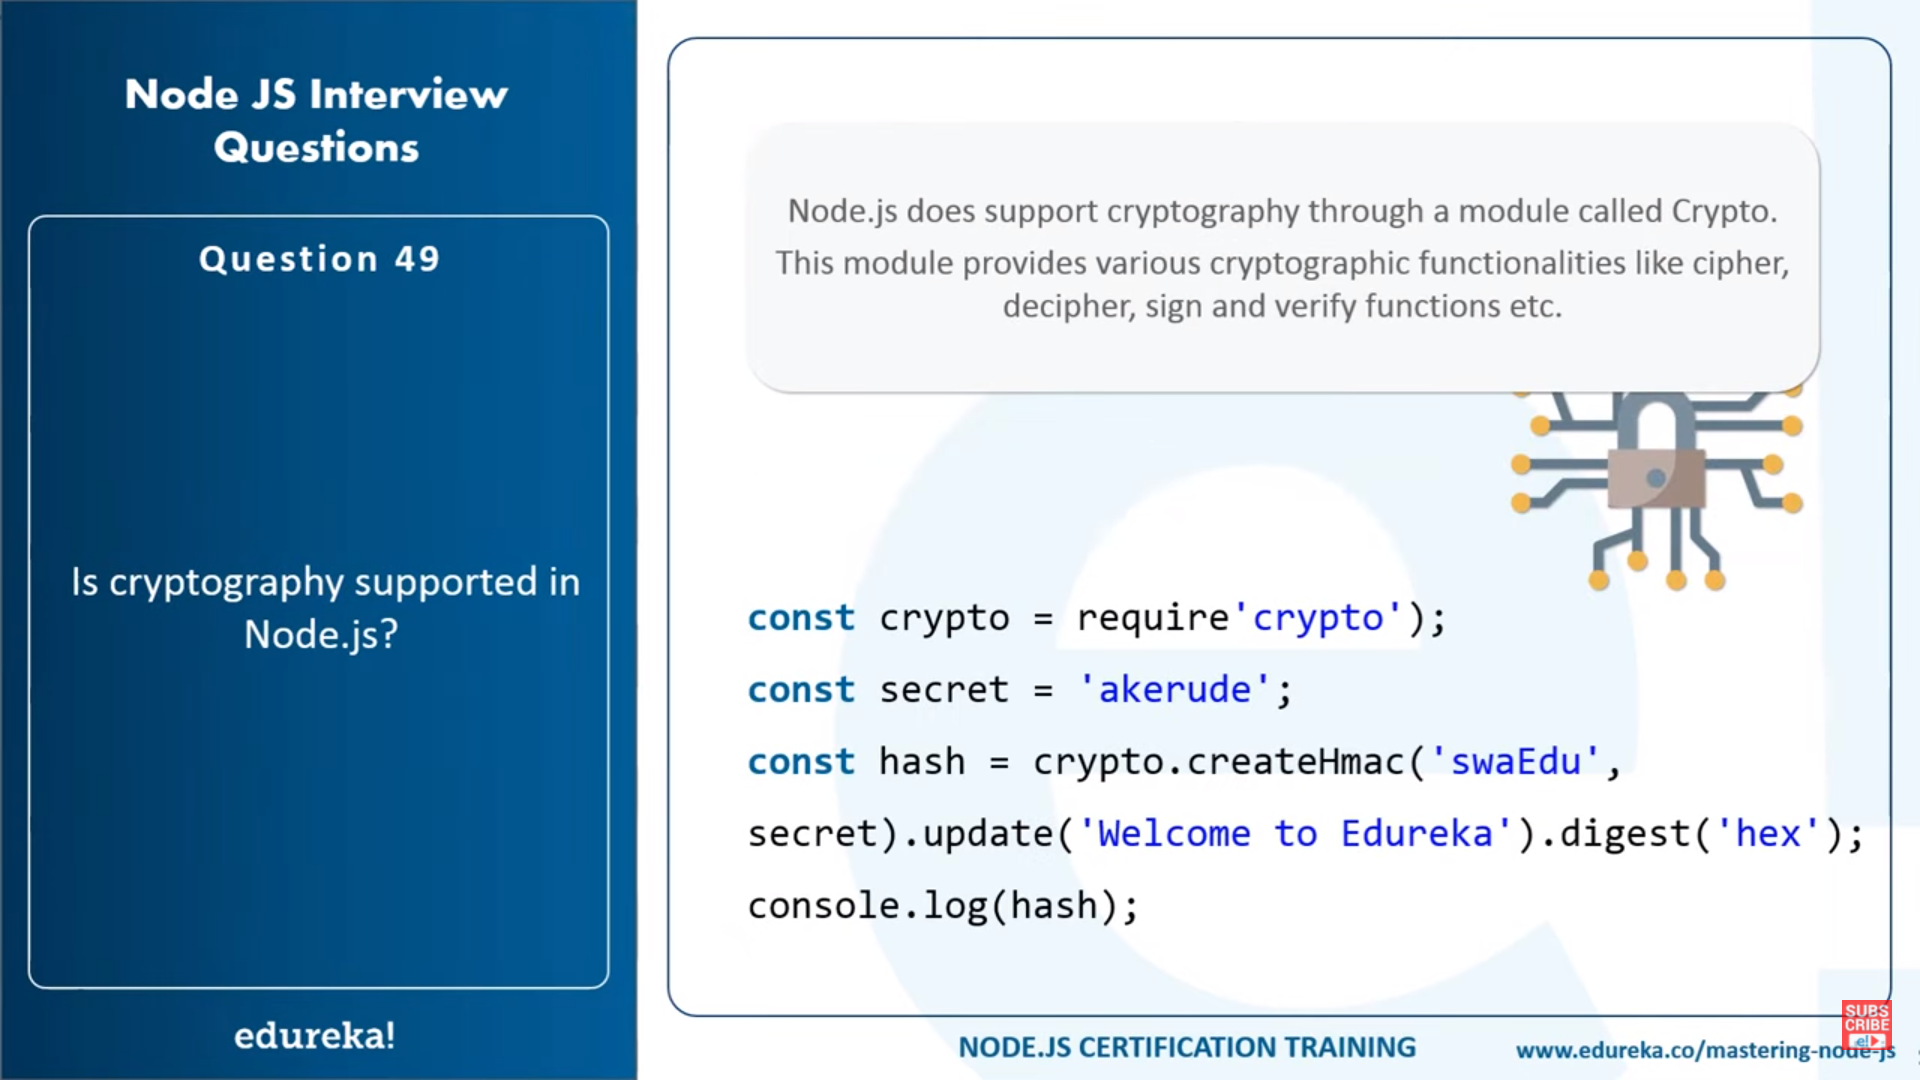 Node JS Interview
Questions
Question 49
Is cryptography supported in
Node.js?
edureka!
Node.js does support cryptography through a module called Crypto.
This module provides various cryptographic functionalities like cipher,
decipher, sign and verify functions etc.
const crypto = require'crypto');
const secret = 'akerude';
const hash = crypto.createHmac('swaEdu',
secret).update('Welcome to Edureka').digest('hex');
console.log(hash);
NODE.JS CERTIFICATION TRAINING
www.edureka.co/mastering-node-js
SUBS
CRIBE
e!